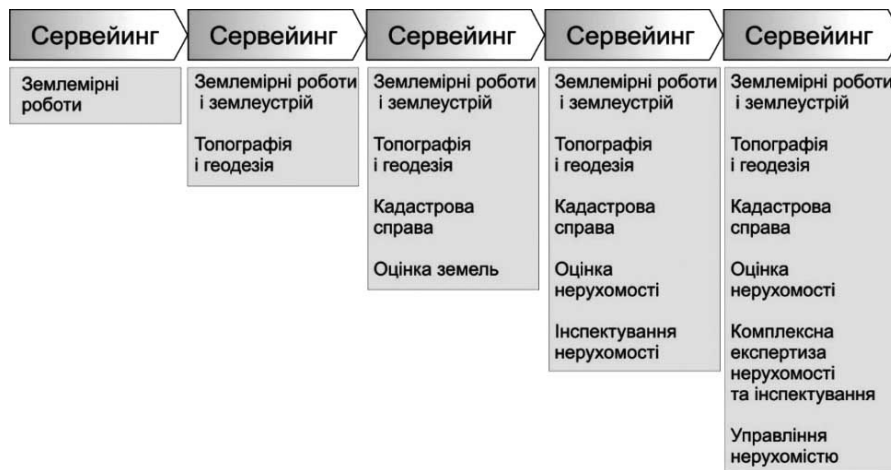 Сервейинг
Землемірні
роботи
Сервейинг
Землемірні роботи
і землеустрій
Топографія
і геодезія
Сервейинг
Землемірні роботи
і землеустрій
Топографія
і геодезія
Кадастрова
справа
Оцінка земель
Сервейинг
Землемірні роботи
і землеустрій
Топографія
і геодезія
Кадастрова
справа
Оцінка
нерухомості
Інспектування
нерухомості
Сервейинг
Землемірні роботи
і землеустрій
Топографія
і геодезія
Кадастрова
справа
Оцінка
нерухомості
Комплексна
експертиза
нерухомості
та інспектування
Управління
нерухомістю